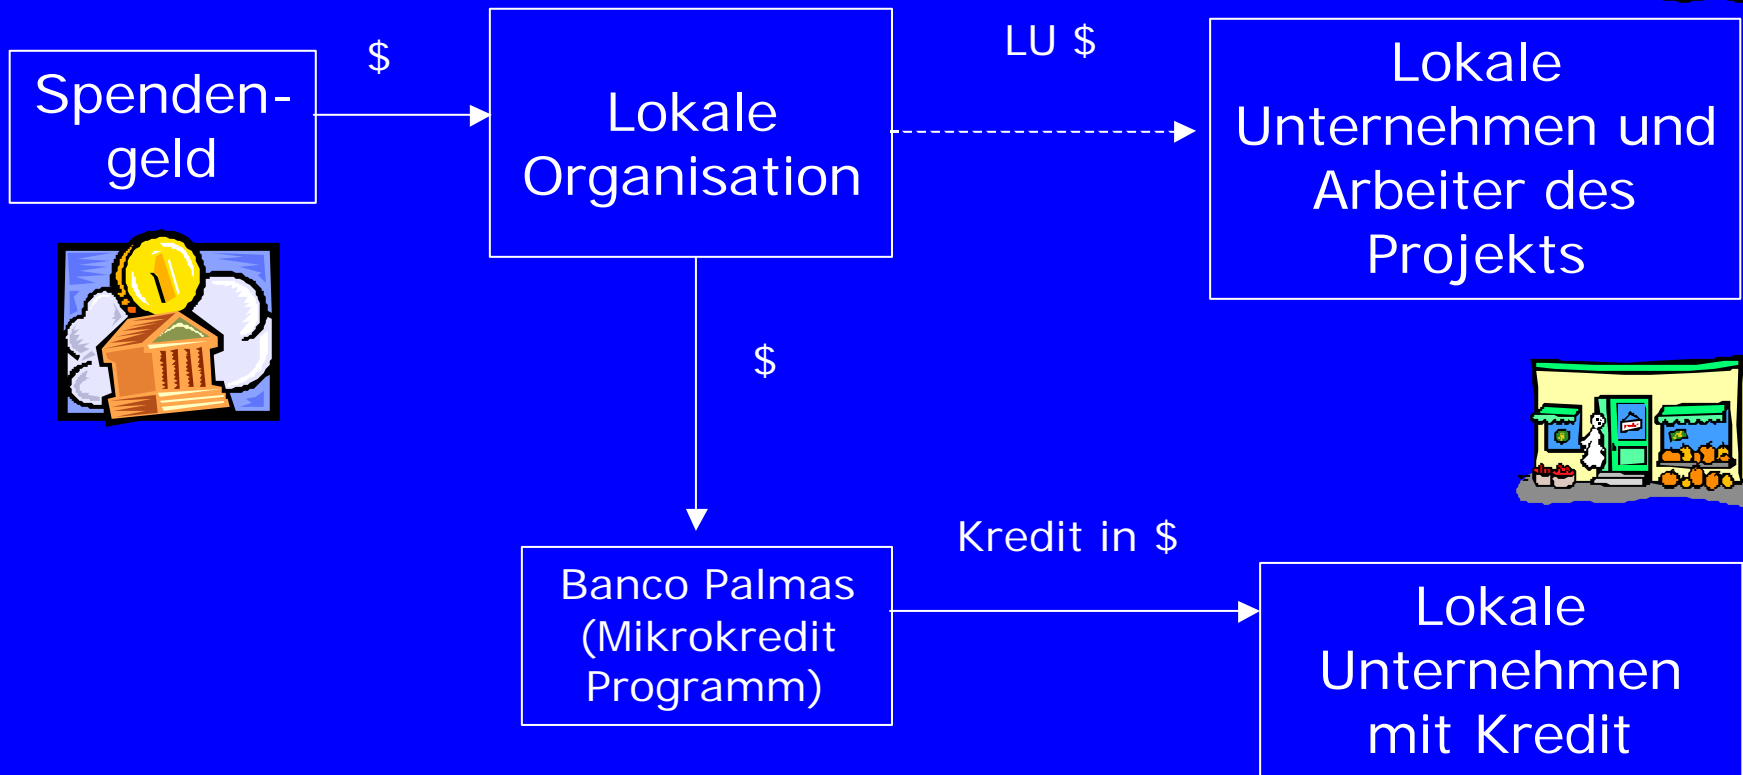 Spenden-
geld
$
Lokale
Organisation
LU $
Lokale
Unternehmen und
Arbeiter des
Projekts
$
Banco Palmas
(Mikrokredit
Programm)
Kredit in $
Lokale
Unternehmen
mit Kredit